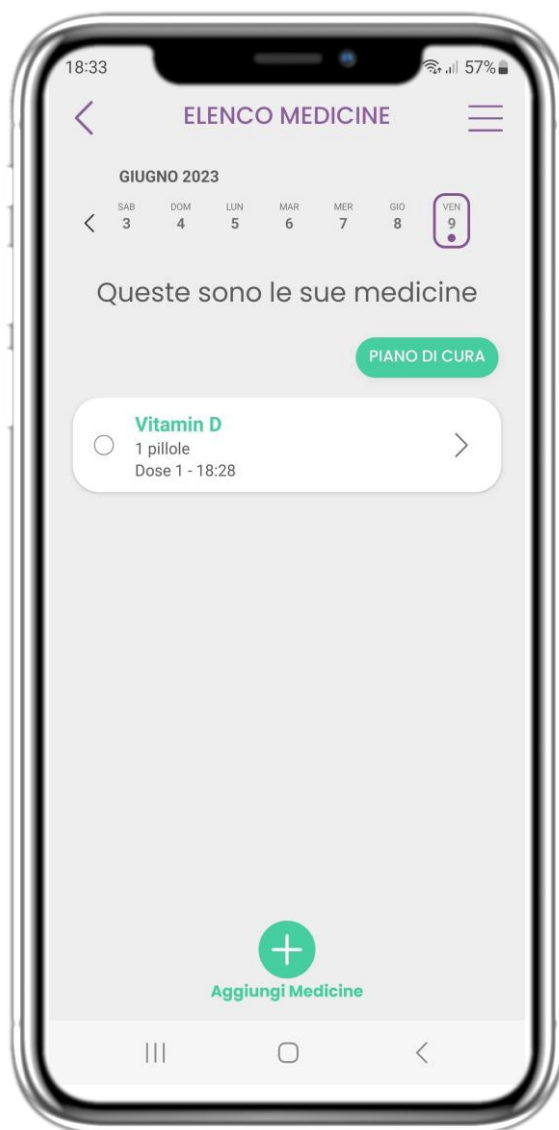 18:33 57%
ELENCO MEDICINE
GIUGNO 2023
SAB DOM LUN MAR MER GIO VEN
3 4 5 6 7 8 9
Queste sono le sue medicine
PIANO DI CURA
Vitamin D
1 pillole
Dose 1 - 18:28
Aggiungi Medicine